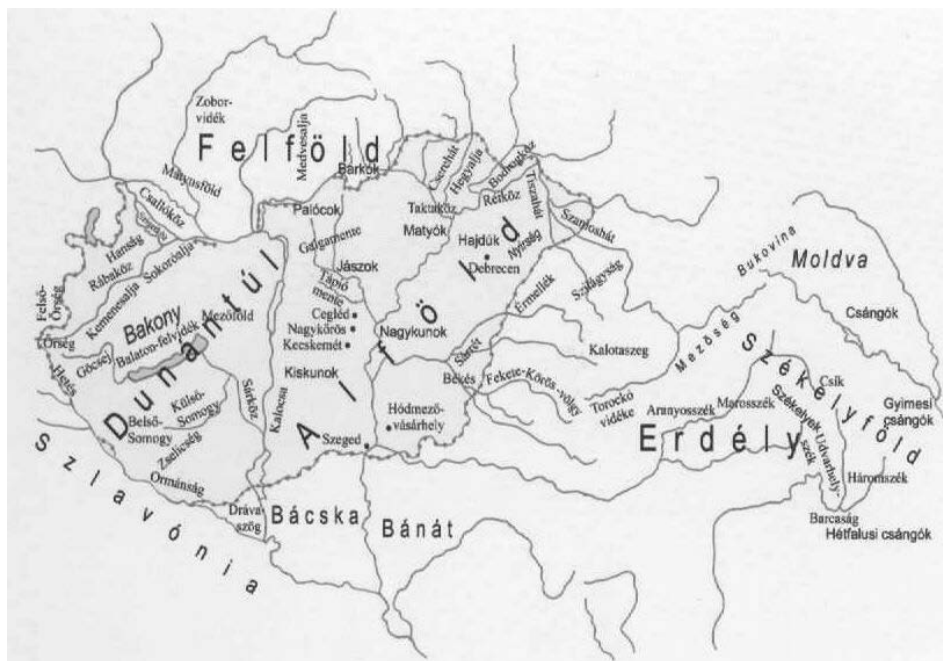 Zobor-
vidék
Felföld
Medvesalja
Mátyusföld
Barkók
Cserehát
Hegyalja
Bodrogköz
Csallóköz
Palócok
Taktaköz
Rétköz
Tiszahát
Szamoshát
Matyók
Hanság
Rábaköz
Sokoróalja
Galgamente
Jászok
Hajdúk
Nyírség
Debrecen
Bukovina
Moldva
Felső-
Őrség
Kemenesalja
Tápió
mente
Érmellék
Szilágyság
Bakony
Mezőföld
Cegléd
Nagykőrös
Kecskemét
Nagykunok
Csángók
Őrség
Göcsej
Balaton-felvidék
Dunántúl
Alföld
Sárrét
Kalotaszeg
Mezőség
Székelyföld
Hetés
Kiskunok
Békés
Fekete-Körös-völgy
Csík
Székelyek
Gyimesi
csángók
Külső-
Somogy
Belső-
Somogy
Sárköz
Kalocsa
Hódmező-
vásárhely
Torockó
vidéke
Aranyosszék
Marosszék
Udvarhely-
szék
Zselicség
Szeged
Erdély
Háromszék
Szlavónia
Ormánság
Dráva-
szög
Bácska
Bánát
Barcaság
Hétfalusi csángók